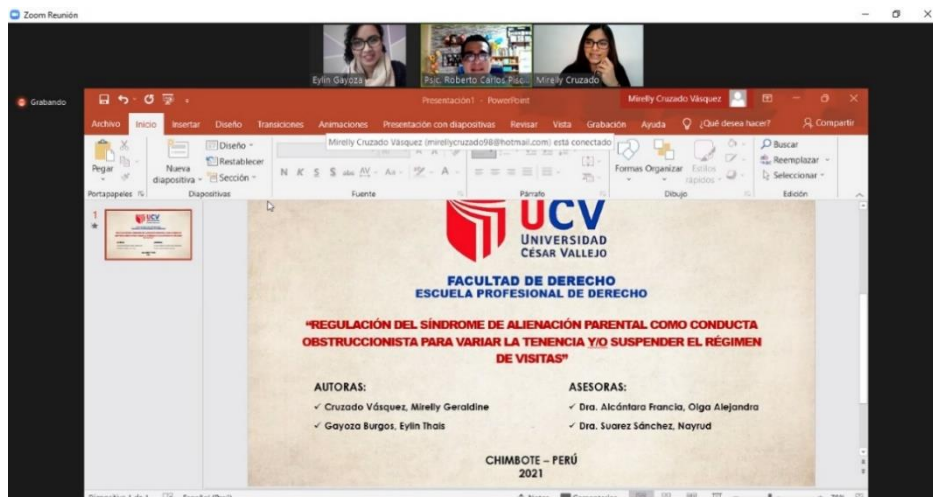 Zoom Reunión
Eylin Gayoza
Psic. Roberto Carlos Pisc...
Mirelly Cruzado
Grabando
Presentación1 - PowerPoint
Mirelly Cruzado Vásquez
Archivo Inicio Insertar Diseño Transiciones Animaciones Presentación con diapositivas Revisar Vista Grabación Ayuda ¿Qué desea hacer? Compartir
Mirelly Cruzado Vásquez (mirellycruzado98@hotmail.com) está conectado
Pegar
Nueva diapositiva
Diseño
Restablecer
Sección
N K S S abc AV Aa A
Formas Organizar Estilos rápidos
Buscar
Reemplazar
Seleccionar
Portapapeles Diapositivas Fuente Párrafo Dibujo Edición
1
UCV
UNIVERSIDAD
CÉSAR VALLEJO
FACULTAD DE DERECHO
ESCUELA PROFESIONAL DE DERECHO
“REGULACIÓN DEL SÍNDROME DE ALIENACIÓN PARENTAL COMO CONDUCTA
OBSTRUCCIONISTA PARA VARIAR LA TENENCIA Y/O SUSPENDER EL RÉGIMEN
DE VISITAS”
AUTORAS:
✓ Cruzado Vásquez, Mirelly Geraldine
✓ Gayoza Burgos, Eylin Thais
ASESORAS:
✓ Dra. Alcántara Francia, Olga Alejandra
✓ Dra. Suarez Sánchez, Nayrud
CHIMBOTE – PERÚ
2021